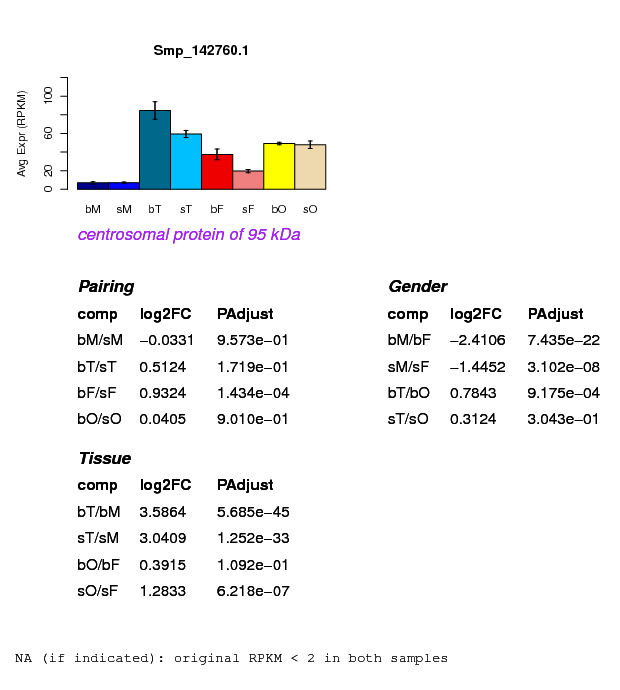 Smp_142760.1
Avg Expr (RPKM)
100
60
20
0
bM sM bT sT bF sF bO sO
centrosomal protein of 95 kDa
Pairing
comp log2FC PAdjust
bM/sM −0.0331 9.573e−01
bT/sT 0.5124 1.719e−01
bF/sF 0.9324 1.434e−04
bO/sO 0.0405 9.010e−01
Gender
comp log2FC PAdjust
bM/bF −2.4106 7.435e−22
sM/sF −1.4452 3.102e−08
bT/bO 0.7843 9.175e−04
sT/sO 0.3124 3.043e−01
Tissue
comp log2FC PAdjust
bT/bM 3.5864 5.685e−45
sT/sM 3.0409 1.252e−33
bO/bF 0.3915 1.092e−01
sO/sF 1.2833 6.218e−07
NA (if indicated): original RPKM < 2 in both samples